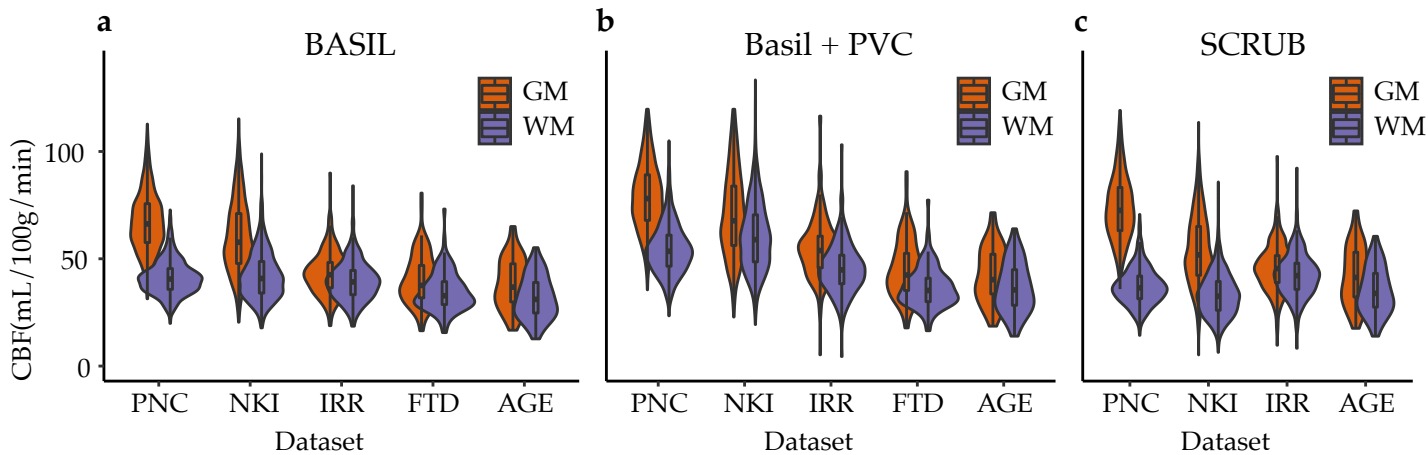 a
BASIL
b
Basil + PVC
c
SCRUB
GM
WM
GM
WM
GM
WM
CBF(mL/100g/min)
100
50
0
PNC NKI IRR FTD AGE
Dataset
PNC NKI IRR FTD AGE
Dataset
PNC NKI IRR AGE
Dataset